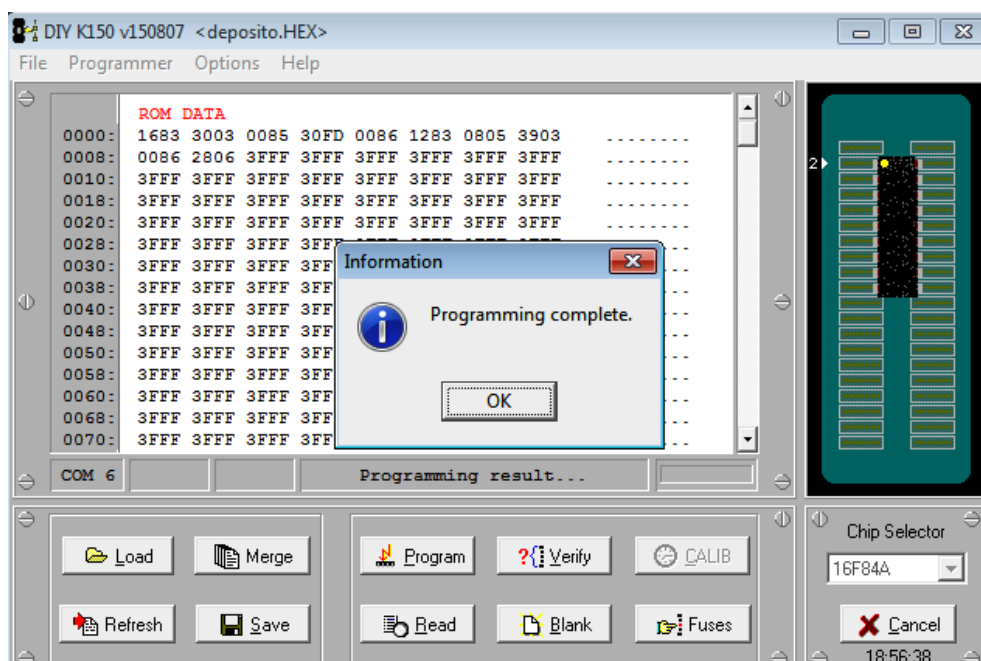 DIY K150 v150807 <deposito.HEX>
File Programmer Options Help
ROM DATA
0000: 1683 3003 0085 30FD 0086 1283 0805 3903 ........
0008: 0086 2806 3FFF 3FFF 3FFF 3FFF 3FFF 3FFF ........
0010: 3FFF 3FFF 3FFF 3FFF 3FFF 3FFF 3FFF 3FFF ........
0018: 3FFF 3FFF 3FFF 3FFF 3FFF 3FFF 3FFF 3FFF ........
0020: 3FFF 3FFF 3FFF 3FFF 3FFF 3FFF 3FFF 3FFF ........
0028: 3FFF 3FFF 3FFF
0030: 3FFF 3FFF 3FFF 3FF
0038: 3FFF 3FFF 3FFF 3FF
0040: 3FFF 3FFF 3FFF 3FF
0048: 3FFF 3FFF 3FFF 3FF
0050: 3FFF 3FFF 3FFF 3FF
0058: 3FFF 3FFF 3FFF 3FF
0060: 3FFF 3FFF 3FFF 3FF
0068: 3FFF 3FFF 3FFF 3FF
0070: 3FFF 3FFF 3FFF 3FF
Information
Programming complete.
OK
2
COM 6 Programming result...
Load Merge Program ?{ Verify CALIB
Refresh Save Read Blank Fuses
Chip Selector
16F84A
Cancel
18:56:38